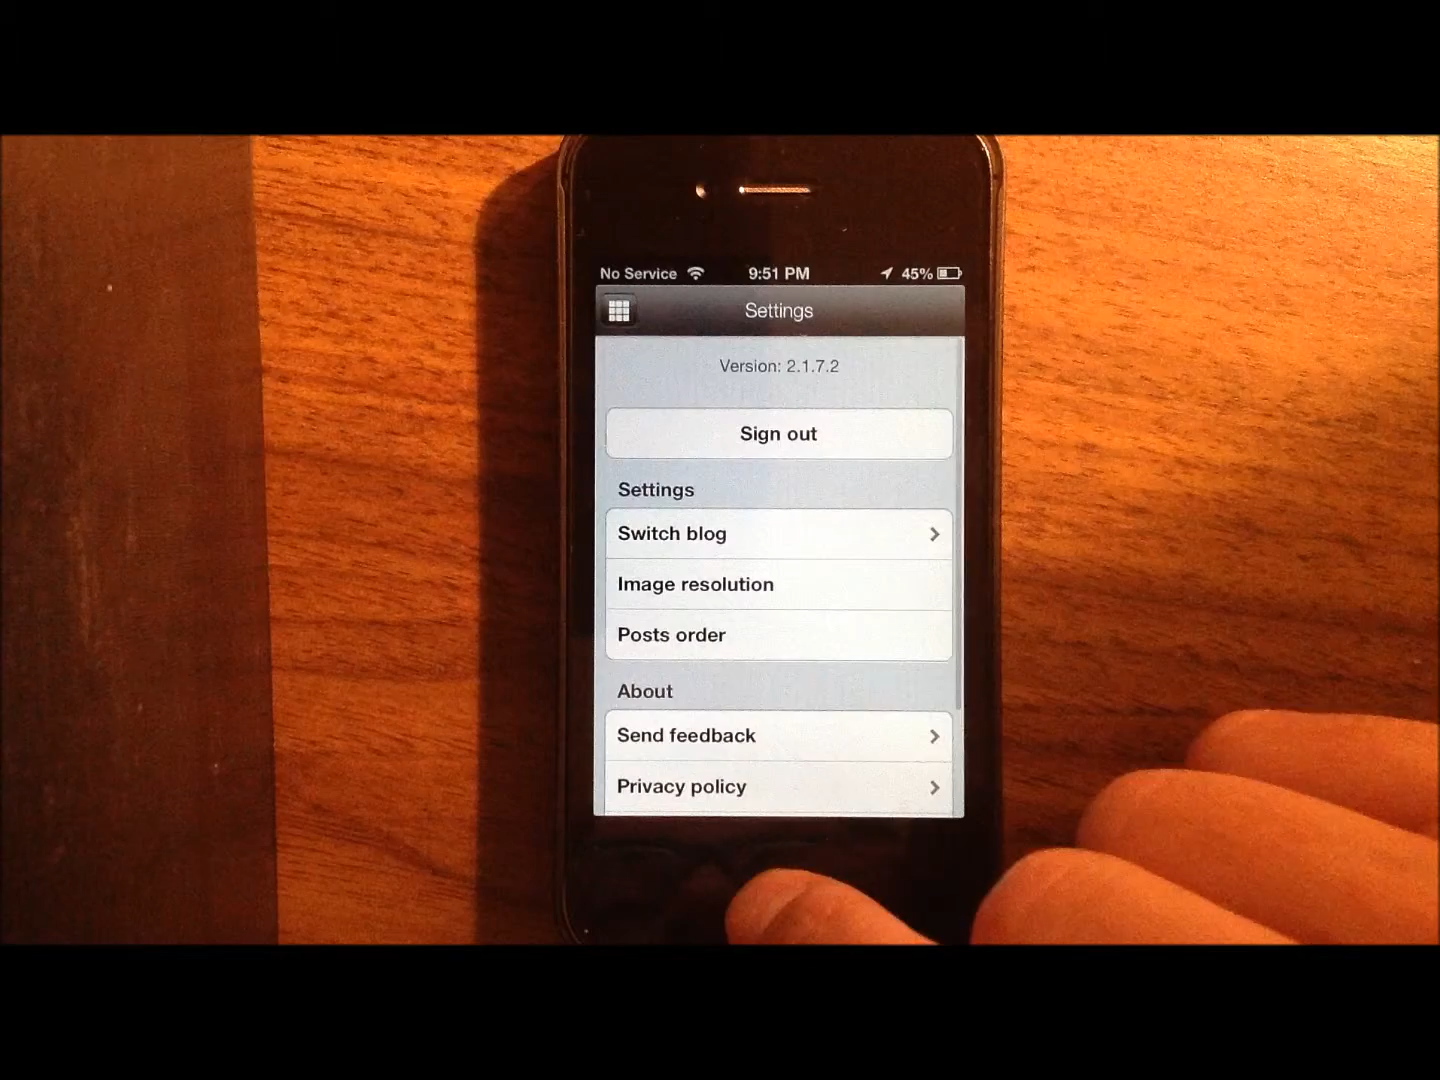 No Service 9:51 PM 45%
Settings
Version: 2.1.7.2
Sign out
Settings
Switch blog
Image resolution
Posts order
About
Send feedback
Privacy policy